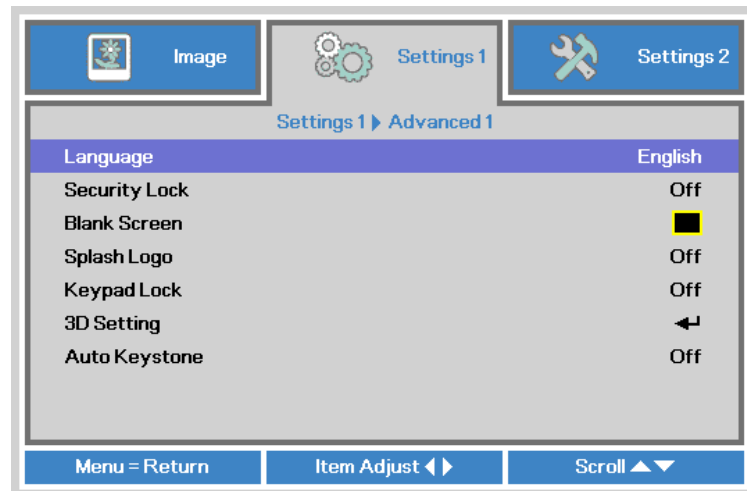 Image Settings 1 Settings 2
Settings 1 Advanced 1
Language English
Security Lock Off
Blank Screen
Splash Logo Off
Keypad Lock Off
3D Setting
Auto Keystone Off
Menu = Return Item Adjust Scroll